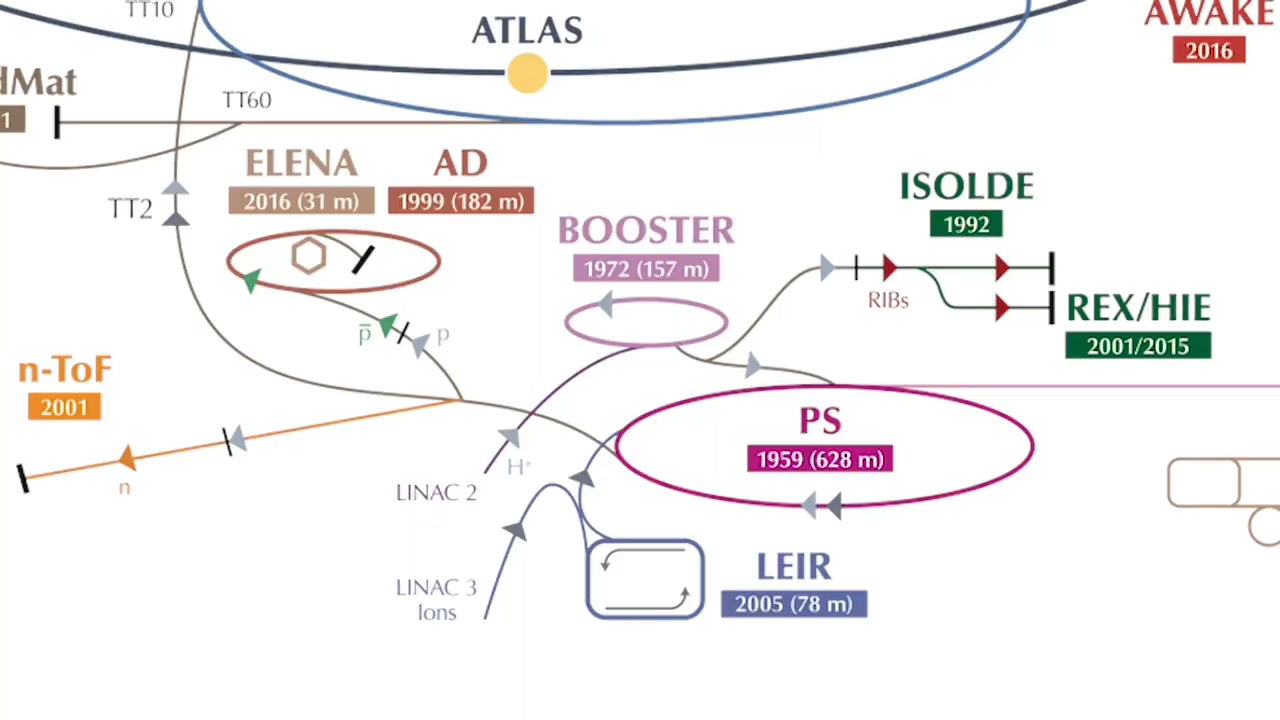 TT10
ATLAS
AWAKE
2016
dMat
1
TT60
ELENA
2016 (31 m)
AD
1999 (182 m)
TT2
BOOSTER
1972 (157 m)
ISOLDE
1992
RIBs
REX/HIE
2001/2015
p̅
p
n-ToF
2001
n
PS
1959 (628 m)
H⁺
LINAC 2
LINAC 3
Ions
LEIR
2005 (78 m)